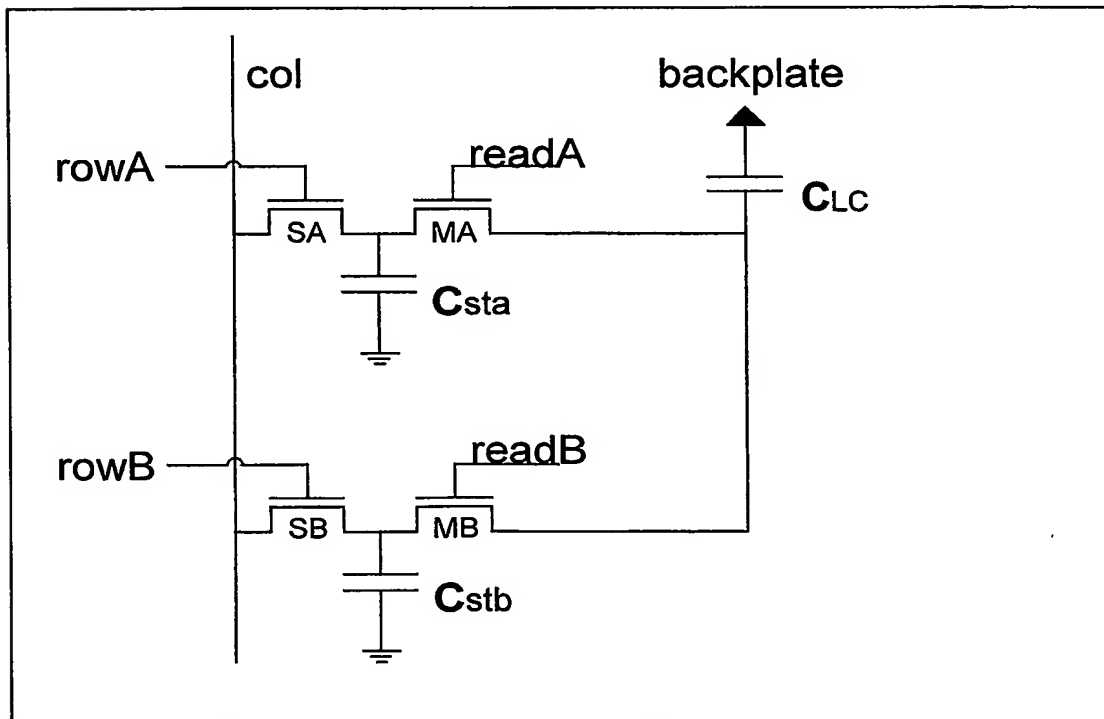 col
backplate
rowA
readA
CLC
SA
MA
Csta
rowB
readB
SB
MB
Cstb